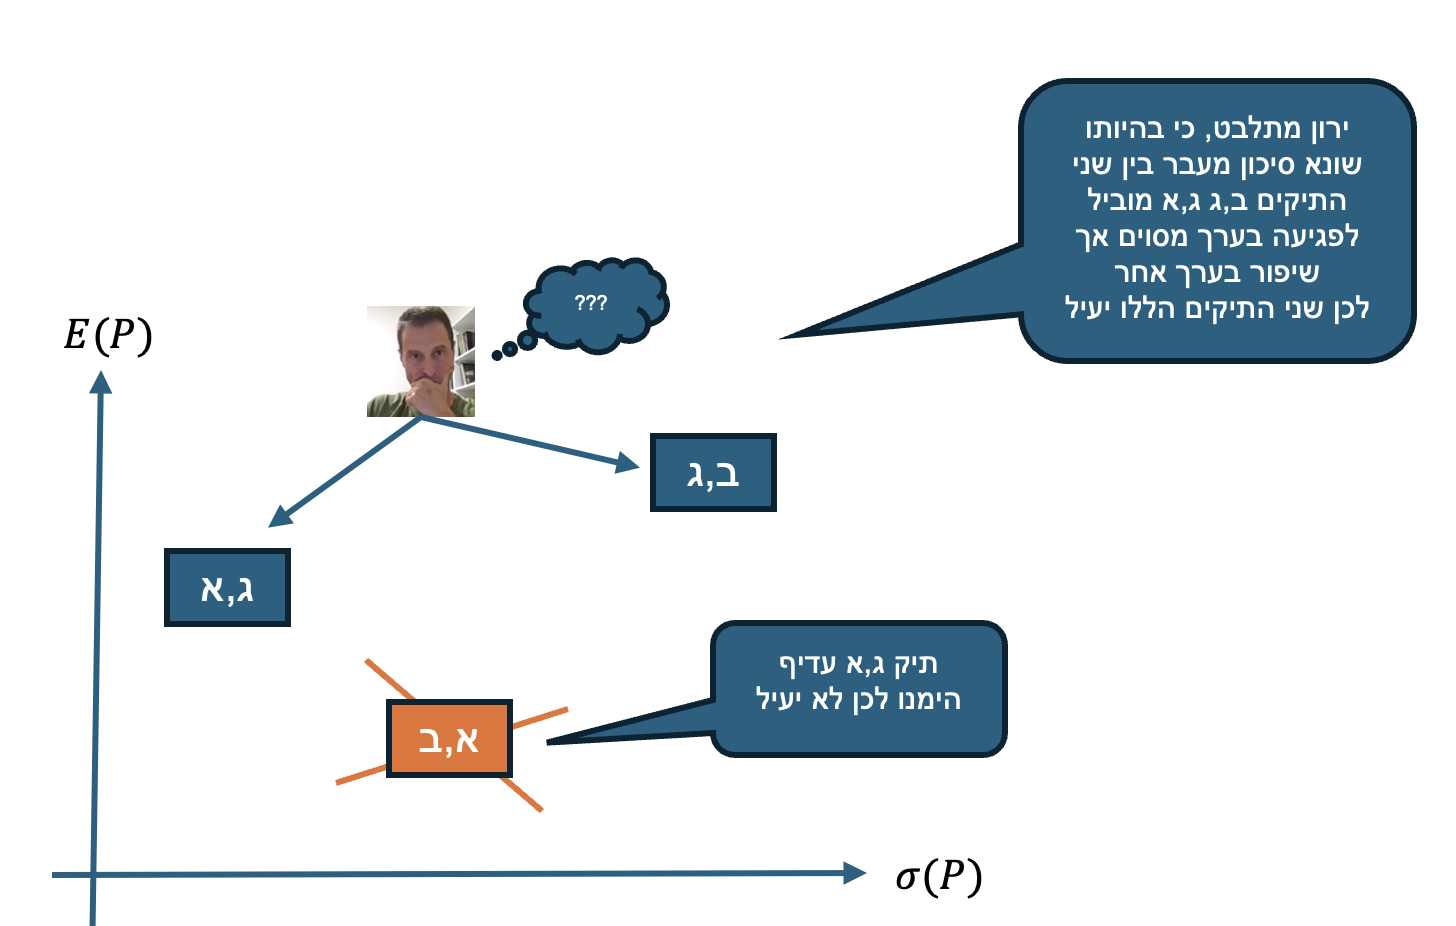 ירון מתלבט, כי בהיותו
שונא סיכון מעבר בין שני
התיקים ב,ג ג,א מוביל
לפגיעה בערך מסוים אך
שיפור בערך אחר
לכן שני התיקים הללו יעיל
???
E(P)
ב,ג
ג,א
תיק ג,א עדיף
הימנו לכן לא יעיל
א,ב
σ(P)